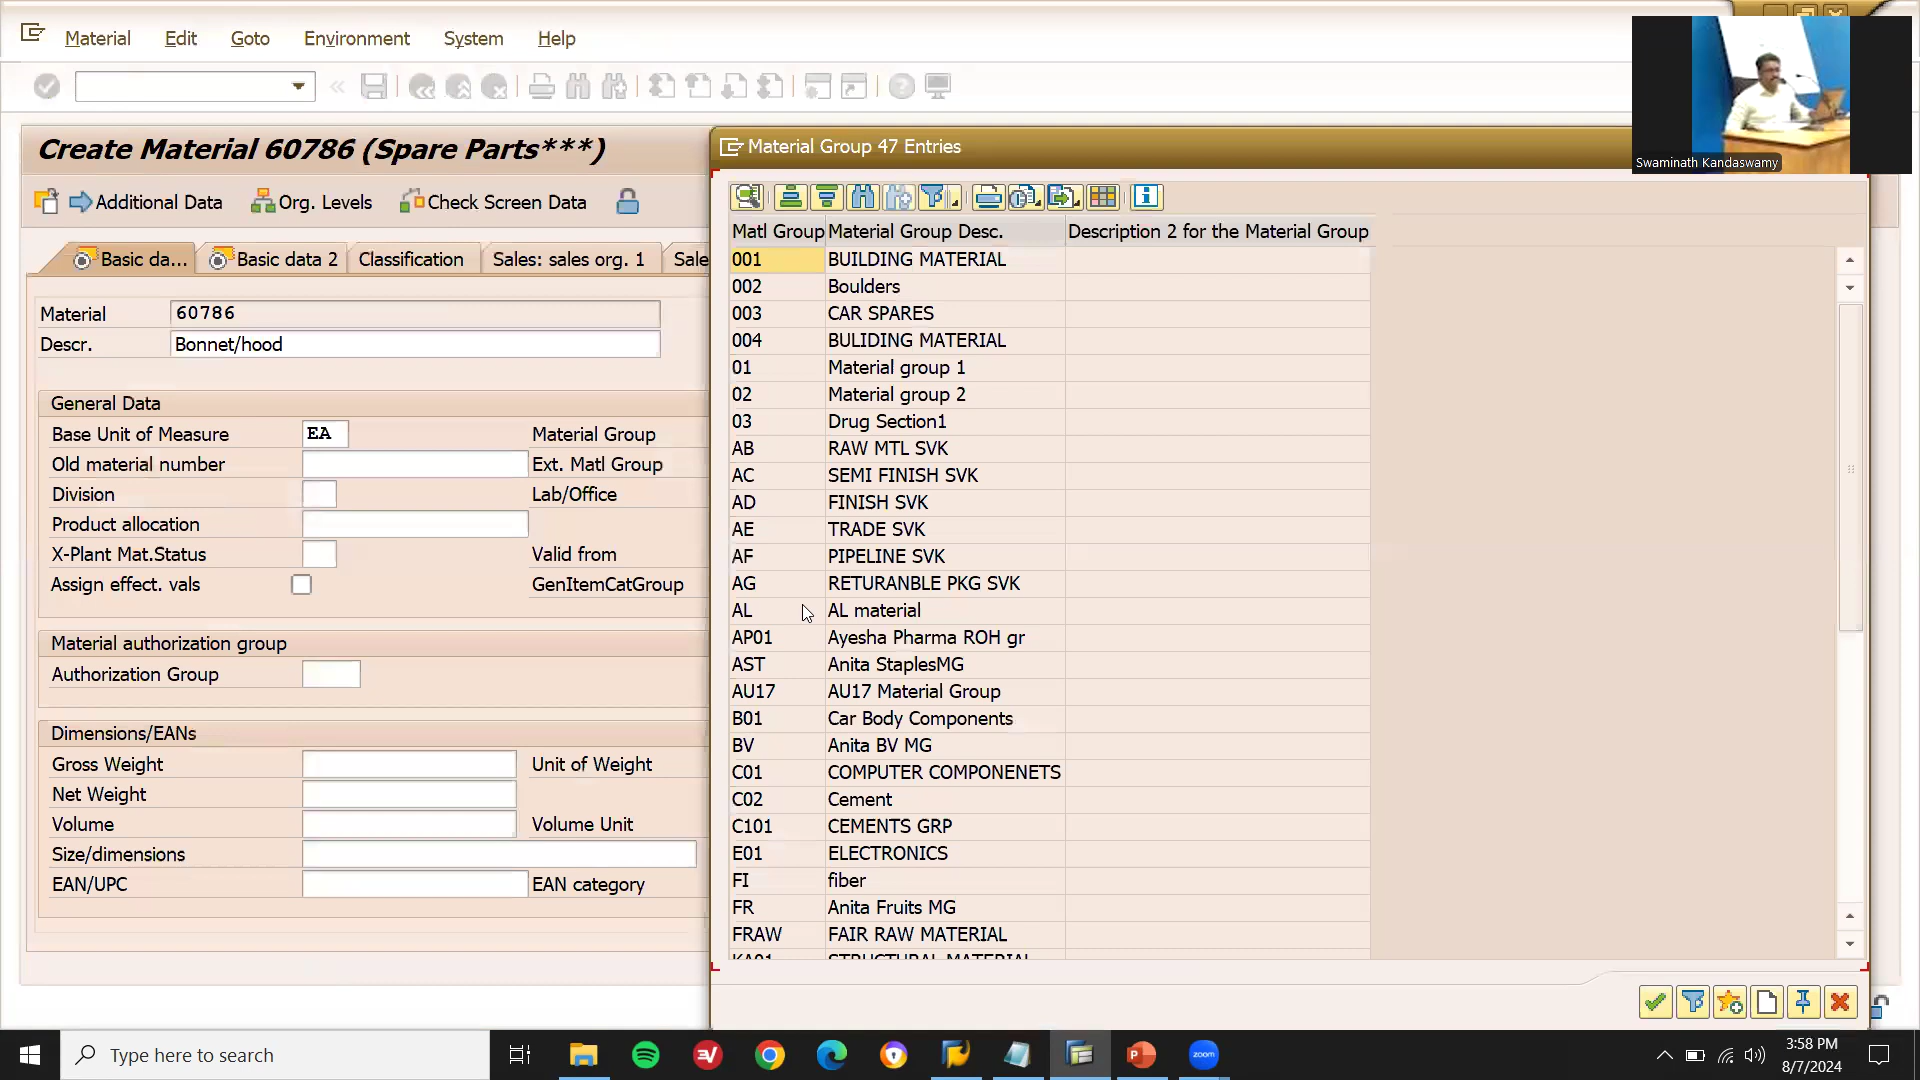 Material Edit Goto Environment System Help
Swaminath Kandaswamy
Create Material 60786 (Spare Parts***)
Additional Data Org. Levels Check Screen Data
Basic da... Basic data 2 Classification Sales: sales org. 1 Sale
Material 60786
Descr. Bonnet/hood
General Data
Base Unit of Measure EA Material Group
Old material number Ext. Matl Group
Division Lab/Office
Product allocation
X-Plant Mat.Status Valid from
Assign effect. vals GenItemCatGroup
Material authorization group
Authorization Group
Dimensions/EANs
Gross Weight Unit of Weight
Net Weight
Volume Volume Unit
Size/dimensions
EAN/UPC EAN category
Material Group 47 Entries
Matl Group Material Group Desc. Description 2 for the Material Group
001 BUILDING MATERIAL
002 Boulders
003 CAR SPARES
004 BULIDING MATERIAL
01 Material group 1
02 Material group 2
03 Drug Section1
AB RAW MTL SVK
AC SEMI FINISH SVK
AD FINISH SVK
AE TRADE SVK
AF PIPELINE SVK
AG RETURANBLE PKG SVK
AL AL material
AP01 Ayesha Pharma ROH gr
AST Anita StaplesMG
AU17 AU17 Material Group
B01 Car Body Components
BV Anita BV MG
C01 COMPUTER COMPONENETS
C02 Cement
C101 CEMENTS GRP
E01 ELECTRONICS
FI fiber
FR Anita Fruits MG
FRAW FAIR RAW MATERIAL
KA01 STRUCTURAL MATERIAL
Type here to search
zoom
3:58 PM
8/7/2024